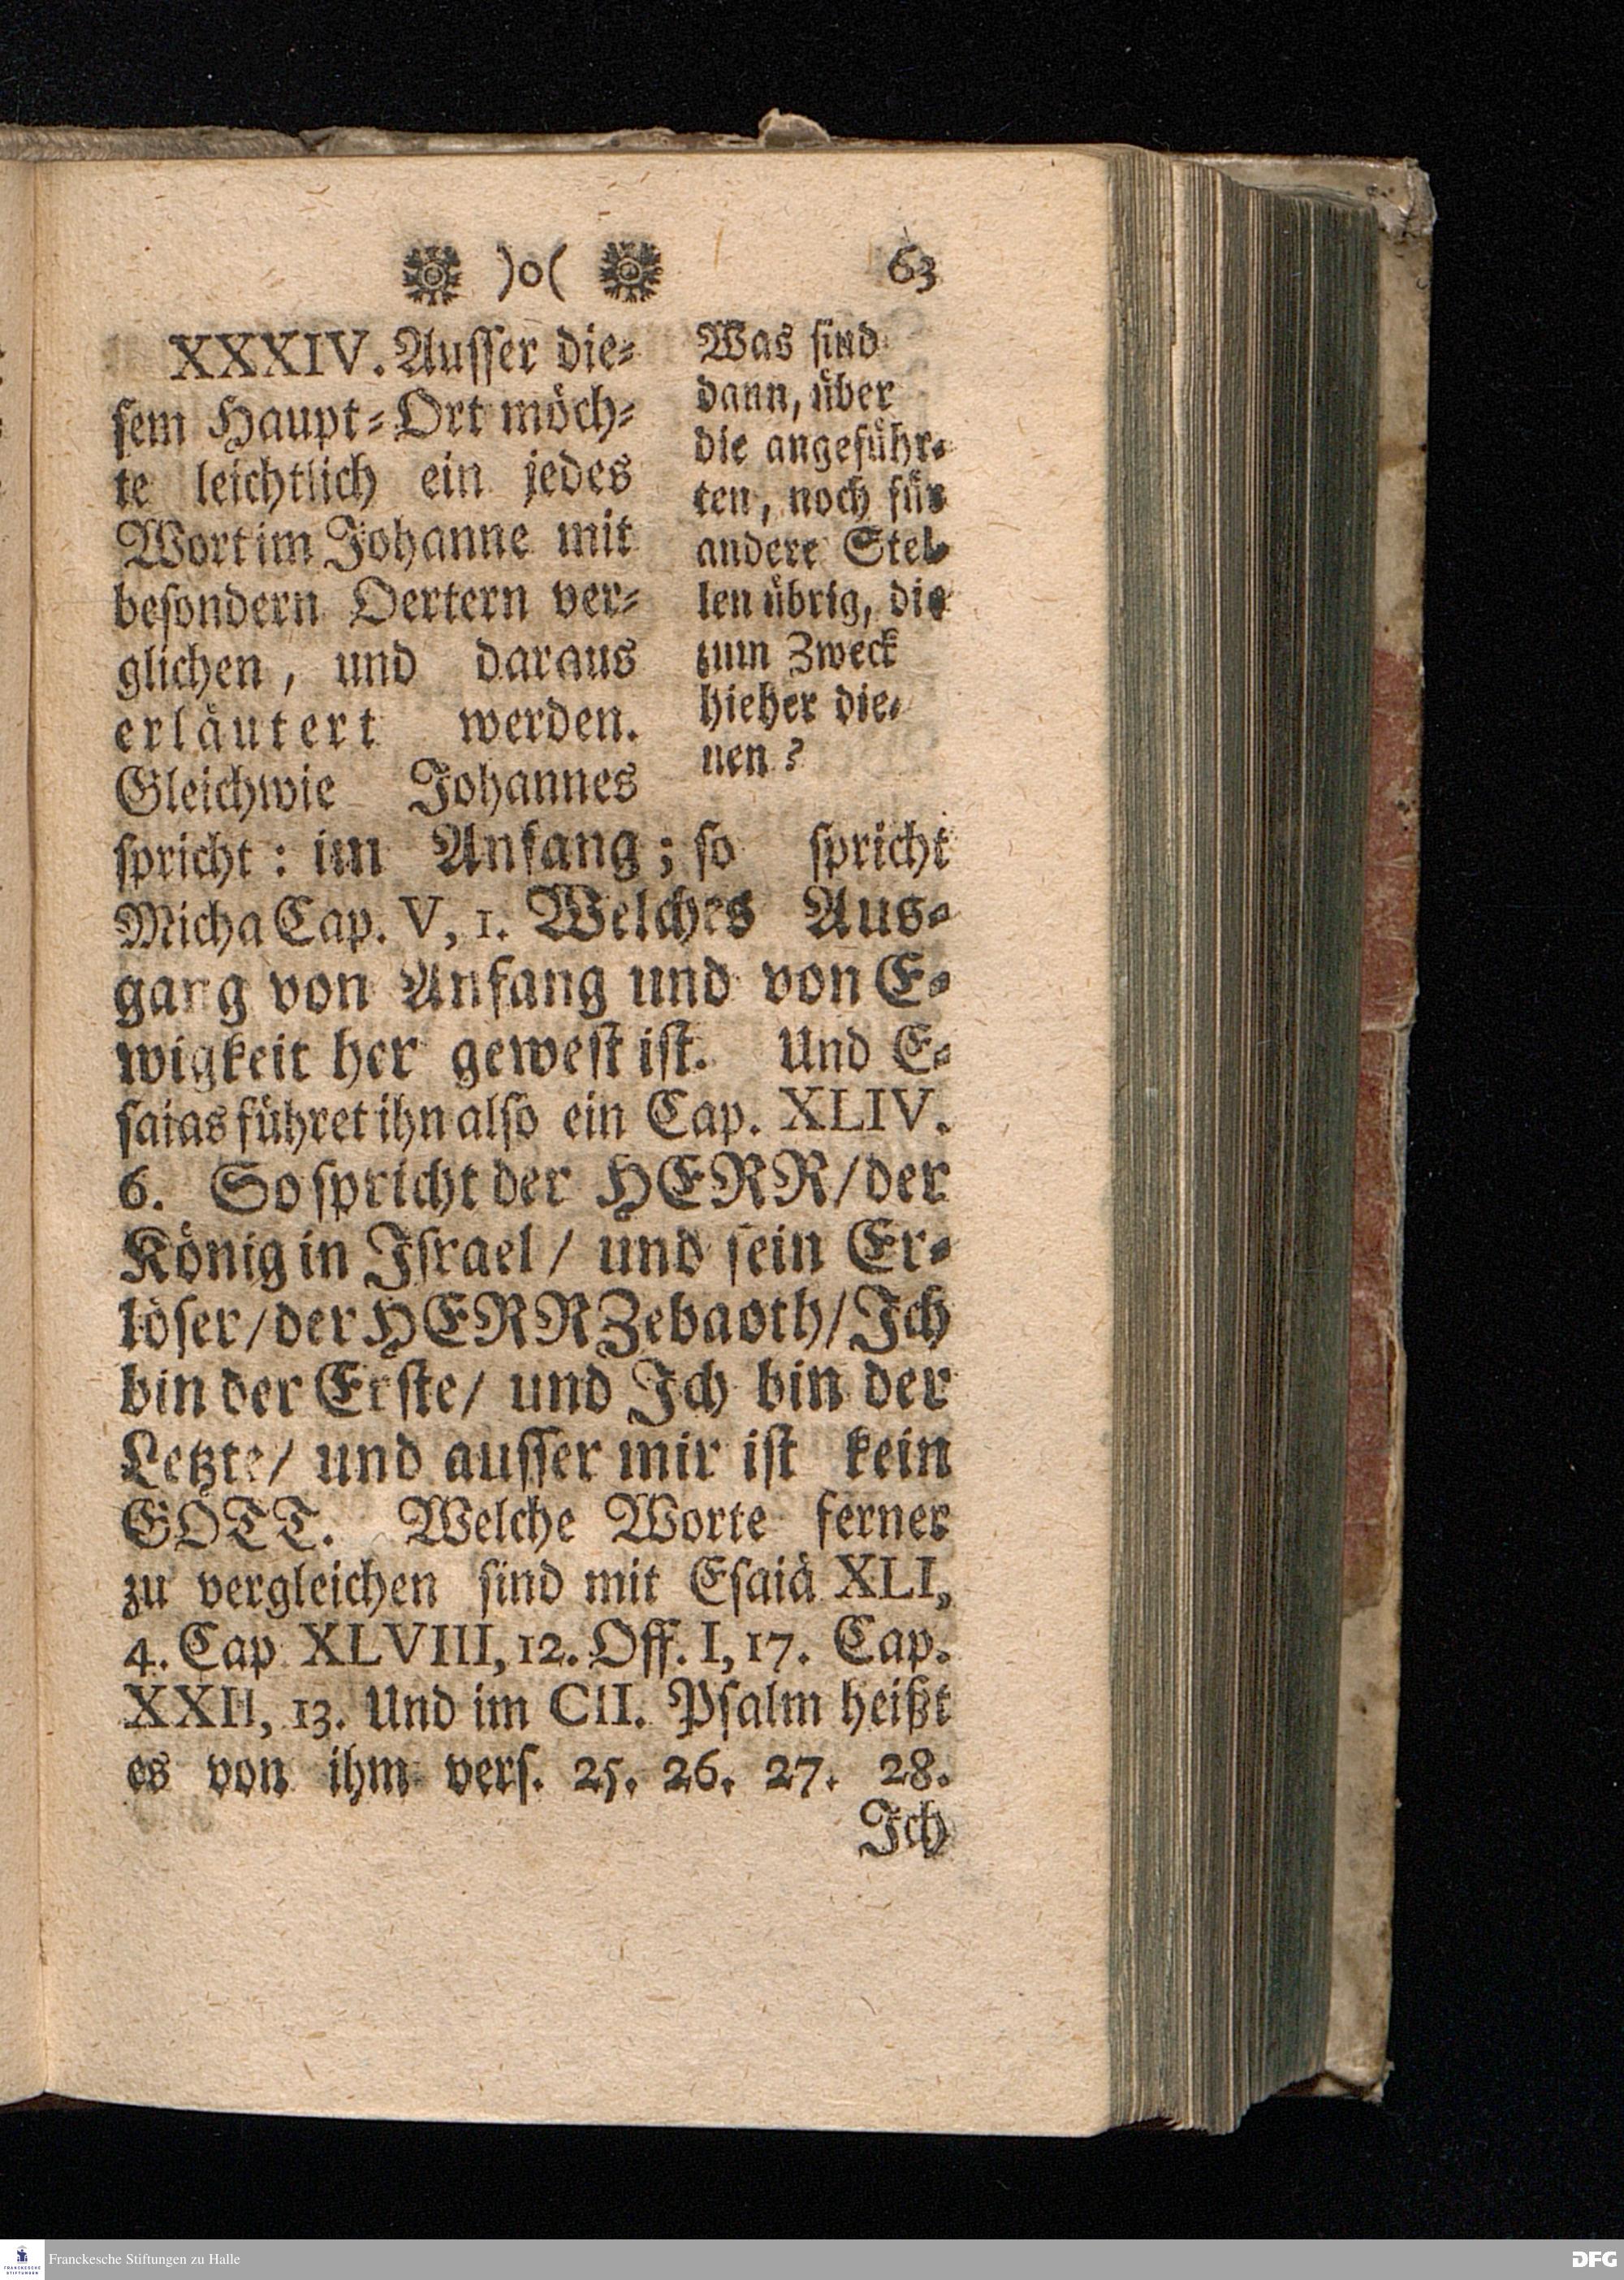 )o( 63
XXXIV. Ausser die-
sem Haupt-Ort möch-
te leichtlich ein jedes
Wort im Johanne mit
besondern Oertern ver-
glichen, und daraus
erläutert werden.
Gleichwie Johannes
Was sind
dann, über
die angeführ-
ten, noch für
andere Stel-
len übrig, die
zum Zweck
hieher die-
nen?
spricht: im Anfang; so spricht
Micha Cap. V, 1. Welches Aus-
gang von Anfang und von E-
wigkeit her gewest ist. Und E-
saias führet ihn also ein Cap. XLIV.
6. So spricht der HERR/ der
König in Israel/ und sein Er-
löser/ der HERR Zebaoth/ Ich
bin der Erste/ und Ich bin der
Letzte/ und ausser mir ist kein
GOTT. Welche Worte ferner
zu vergleichen sind mit Esaiä XLI,
4. Cap XLVIII, 12. Off. I, 17. Cap.
XXII, 13. Und im CII. Psalm heißt
es von ihm vers. 25. 26. 27. 28.
Ich
FRANCKESCHE STIFTUNGEN
Franckesche Stiftungen zu Halle
DFG